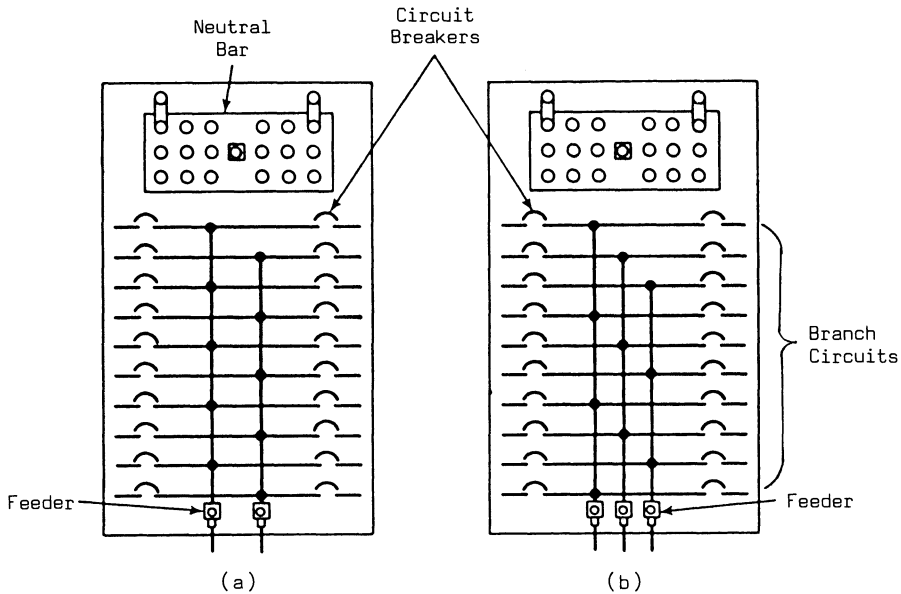 Neutral
Bar
Circuit
Breakers
Branch
Circuits
Feeder
Feeder
(a)
(b)